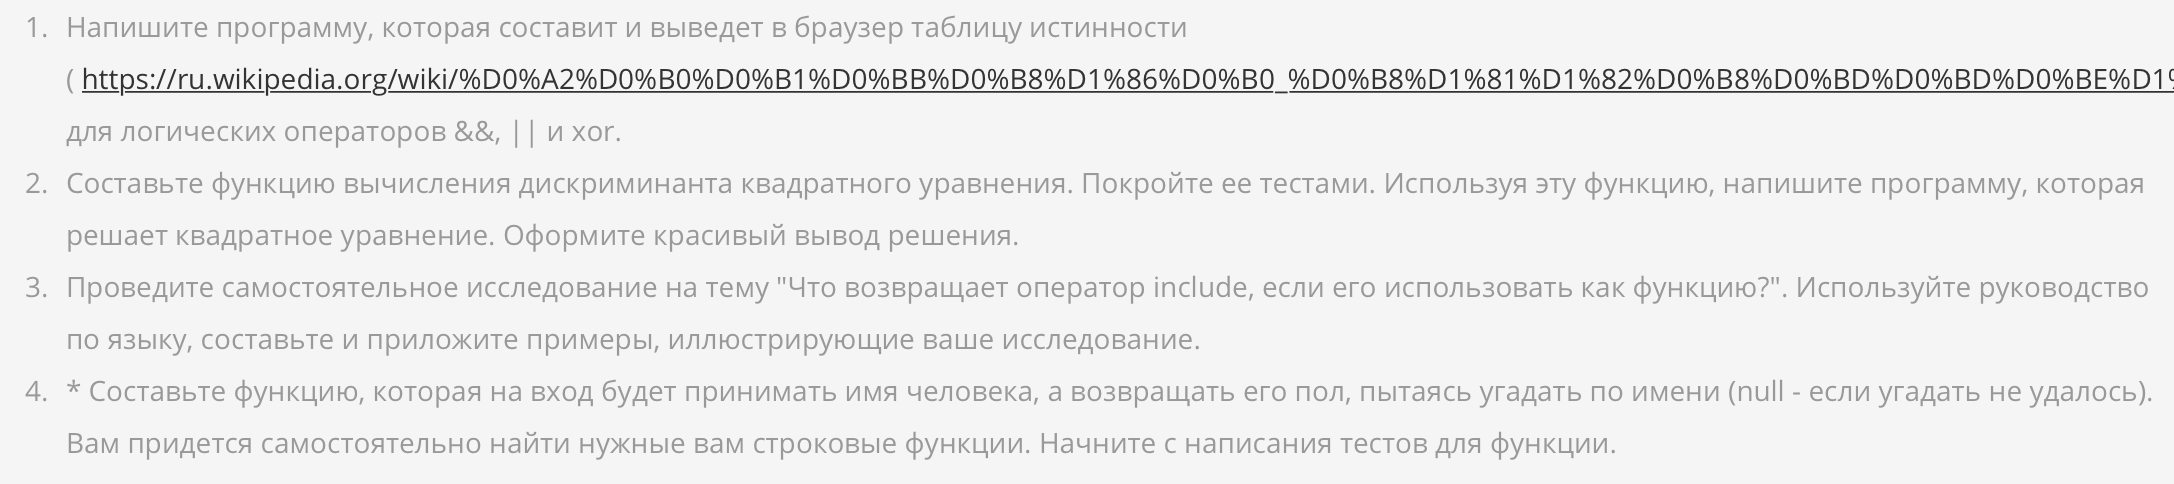 1. Напишите программу, которая составит и выведет в браузер таблицу истинности
( https://ru.wikipedia.org/wiki/%D0%A2%D0%B0%D0%B1%D0%BB%D0%B8%D1%86%D0%B0_%D0%B8%D1%81%D1%82%D0%B8%D0%BD%D0%BD%D0%BE%D1%
для логических операторов &&, || и xor.
2. Составьте функцию вычисления дискриминанта квадратного уравнения. Покройте ее тестами. Используя эту функцию, напишите программу, которая
решает квадратное уравнение. Оформите красивый вывод решения.
3. Проведите самостоятельное исследование на тему "Что возвращает оператор include, если его использовать как функцию?". Используйте руководство
по языку, составьте и приложите примеры, иллюстрирующие ваше исследование.
4. * Составьте функцию, которая на вход будет принимать имя человека, а возвращать его пол, пытаясь угадать по имени (null - если угадать не удалось).
Вам придется самостоятельно найти нужные вам строковые функции. Начните с написания тестов для функции.